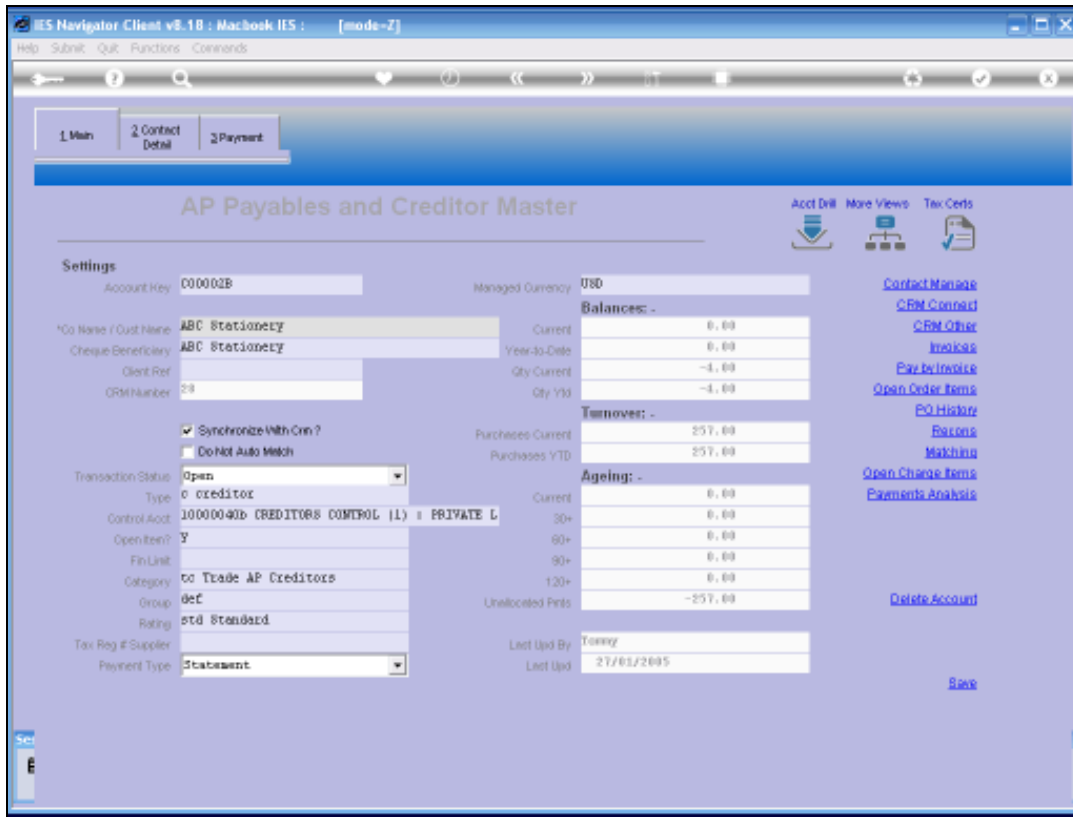 IES Navigator Client v8.18 : Macbook IES : [mode=Z]
Help Submit Quit Functions Commands
1 Main 2 Contact Detail 3 Payment
AP Payables and Creditor Master
Acct Drill More Views Tax Certs
Settings
Account Key C00002B Managed Currency USD Contact Manage
Balances: - CRM Connect
*Co Name / Cust Name ABC Stationery Current 0.00 CRM Other
Cheque Beneficiary ABC Stationery Year-to-Date 0.00 Invoices
Client Ref Qty Current -4.00 Pay by Invoice
CRM Number 28 Qty Ytd -4.00 Open Order Items
Turnover: - PO History
Synchronize With Crm ? Purchases Current 257.00 Recons
Do Not Auto Match Purchases YTD 257.00 Matching
Transaction Status Open Ageing: - Open Charge Items
Type c creditor Current 0.00 Payments Analysis
Control Acct 10000040b CREDITORS CONTROL (1) : PRIVATE L 30+ 0.00
Open Item? Y 60+ 0.00
Fin Limit 90+ 0.00
Category tc Trade AP Creditors 120+ 0.00
Group def Unallocated Pmts -257.00 Delete Account
Rating std Standard
Tax Reg # Supplier Last Upd By Tommy
Payment Type Statement Last Upd 27/01/2005
Save